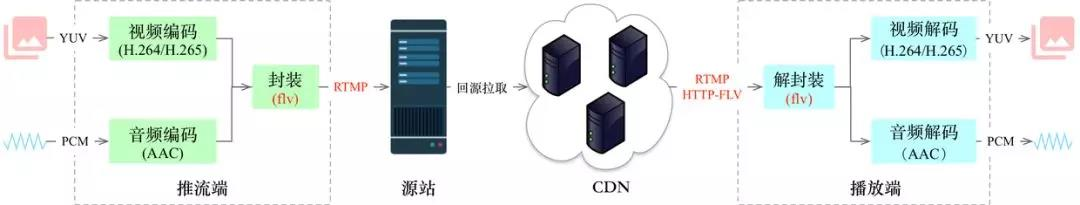 YUV
视频编码
(H.264/H.265)
PCM
音频编码
(AAC)
封装
(flv)
推流端
RTMP
源站
回源拉取
CDN
RTMP
HTTP-FLV
解封装
(flv)
视频解码
(H.264/H.265)
YUV
音频解码
(AAC)
PCM
播放端